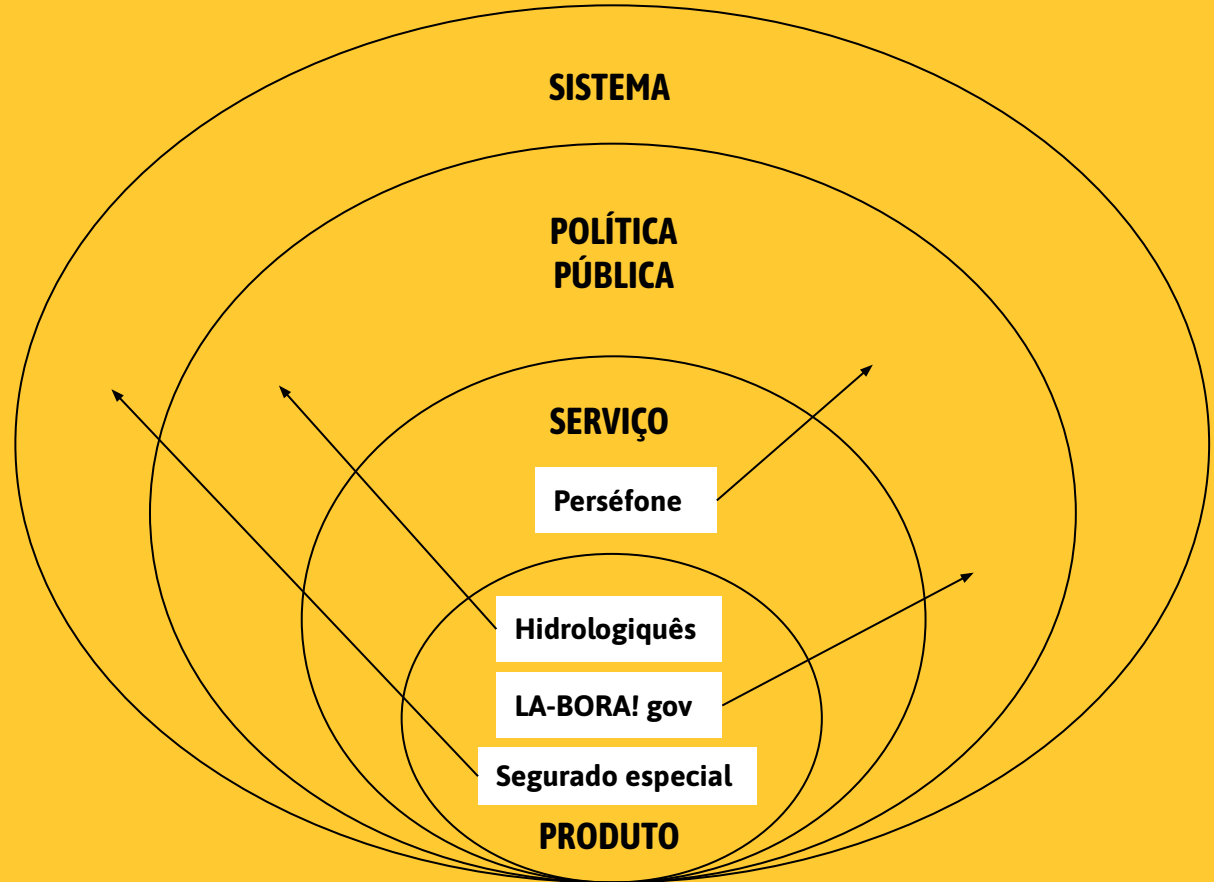 SISTEMA
POLÍTICA
PÚBLICA
SERVIÇO
Perséfone
Hidrologiquês
LA-BORA! gov
Segurado especial
PRODUTO